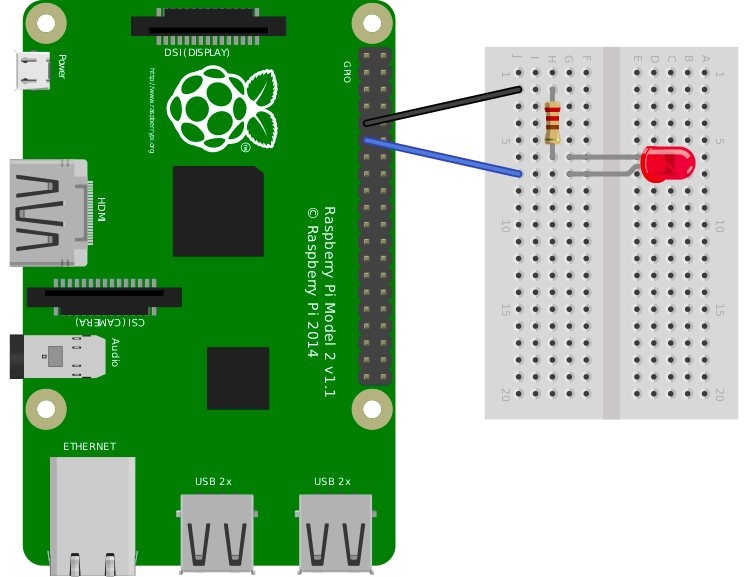 DSI(DISPLAY)
Power
http://www.raspberrypi.org
GPIO
HDMI
Raspberry Pi Model 2 v1.1
© Raspberry Pi 2014
CSI(CAMERA)
Audio
ETHERNET
USB 2x
USB 2x
J I H G F E D C B A
1 1
5 5
10 10
15 15
20 20